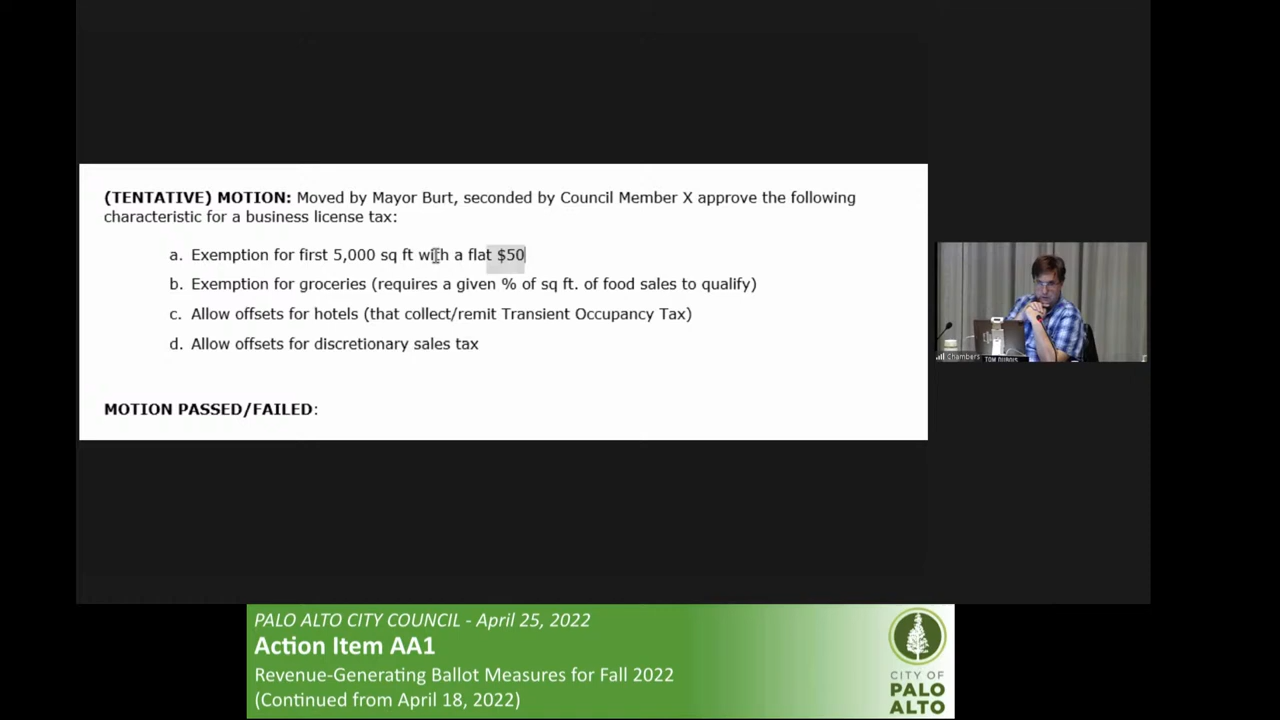 (TENTATIVE) MOTION: Moved by Mayor Burt, seconded by Council Member X approve the following
characteristic for a business license tax:
a. Exemption for first 5,000 sq ft with a flat $50
b. Exemption for groceries (requires a given % of sq ft. of food sales to qualify)
c. Allow offsets for hotels (that collect/remit Transient Occupancy Tax)
d. Allow offsets for discretionary sales tax
MOTION PASSED/FAILED:
Chambers
TOM DUBOIS
PALO ALTO CITY COUNCIL - April 25, 2022
Action Item AA1
Revenue-Generating Ballot Measures for Fall 2022
(Continued from April 18, 2022)
CITY OF
PALO
ALTO